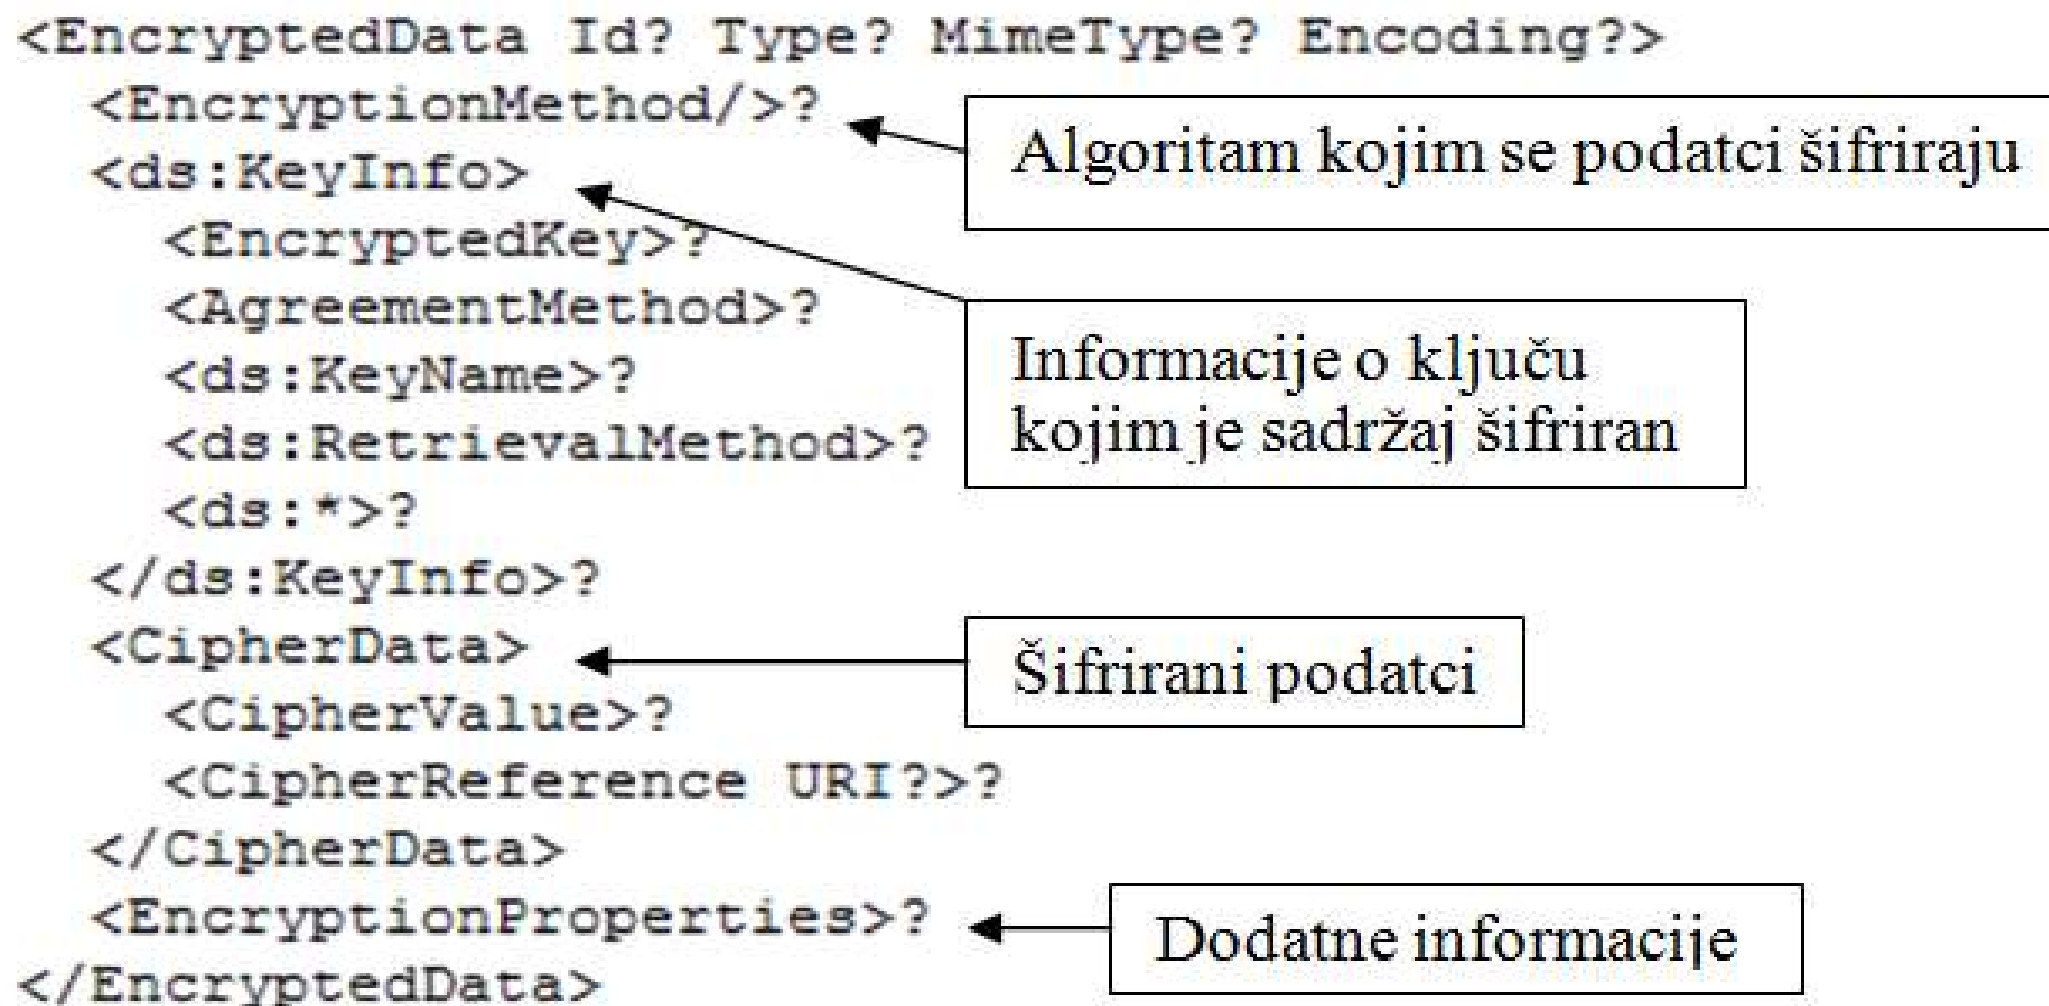 <EncryptedData Id? Type? MimeType? Encoding?>
<EncryptionMethod/>?
Algoritam kojim se podatci šifriraju
<ds:KeyInfo>
<EncryptedKey>?
<AgreementMethod>?
Informacije o ključu
kojim je sadržaj šifriran
<ds:KeyName>?
<ds:RetrievalMethod>?
<ds:*>?
</ds:KeyInfo>?
<CipherData>
Šifrirani podatci
<CipherValue>?
<CipherReference URI?>?
</CipherData>
<EncryptionProperties>?
Dodatne informacije
</EncryptedData>